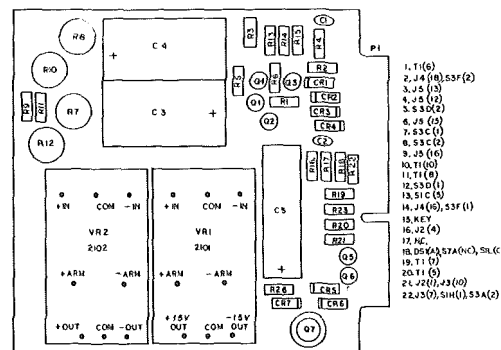 R8
C4
R3
R13
R14
R15
C1
R4
P1
R10
R5
Q4
R6
Q3
R2
CR1
R9
R11
R7
C3
Q1
R1
CR2
CR3
Q2
CR4
R12
C2
R16
R17
R18
R22
+IN COM -IN
+IN COM -IN
VR2
2102
VR1
2101
C5
R19
R23
R20
R21
+ARM -ARM
+ARM -ARM
Q5
Q6
R26
CR5
CR7
CR6
+OUT COM -OUT
+15V OUT COM -15V OUT
Q7
1, T1(6)
2, J4(18), S3F(2)
3, J5(13)
4, J5(12)
5, S3D(2)
6, J5(15)
7, S3C(1)
8, S3C(2)
9, J5(16)
10, T1(10)
11, T1(8)
12, S3D(1)
13, S1C(5)
14, J4(16), S3F(1)
15, KEY
16, J2(4)
17, NC,
18, DS1(A), S7A(NC),
19, T1(7)
20, T1(5)
21, J2(1), J3(10)
22, J3(7), S1H(1), S3A(2)